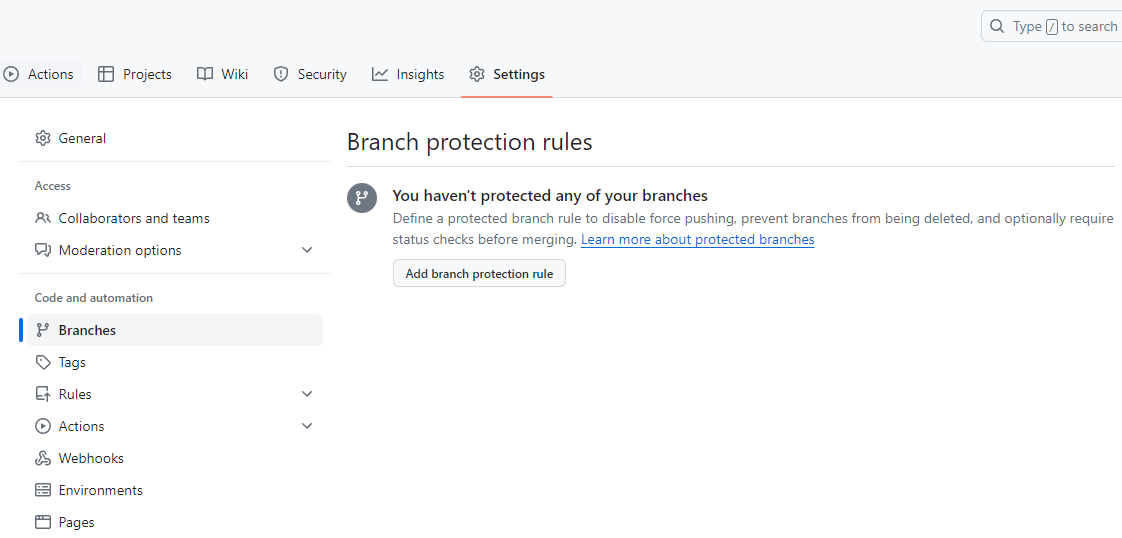 Type / to search
Actions Projects Wiki Security Insights Settings
General
Access
Collaborators and teams
Moderation options
Code and automation
Branches
Tags
Rules
Actions
Webhooks
Environments
Pages
Branch protection rules
You haven't protected any of your branches
Define a protected branch rule to disable force pushing, prevent branches from being deleted, and optionally require
status checks before merging. Learn more about protected branches
Add branch protection rule